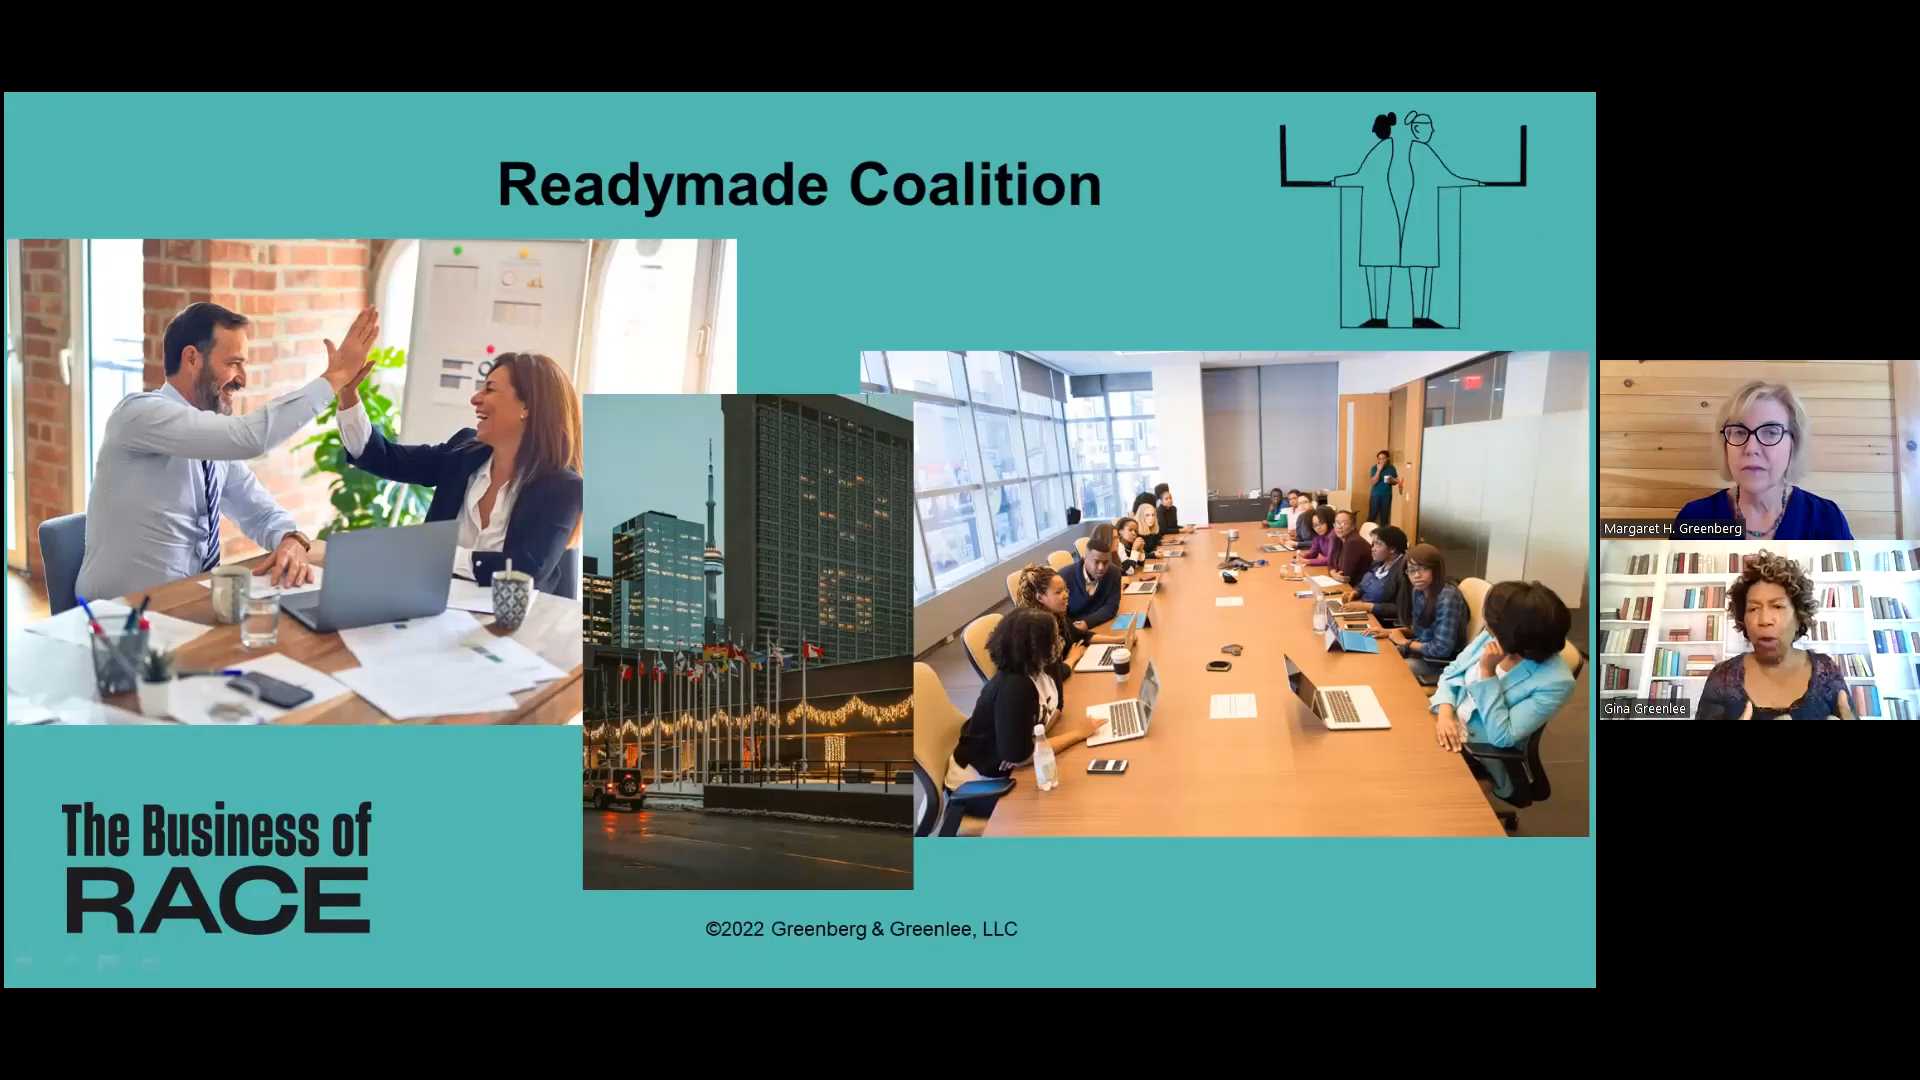 Readymade Coalition
The Business of
RACE
©2022 Greenberg & Greenlee, LLC
Margaret H. Greenberg
Gina Greenlee